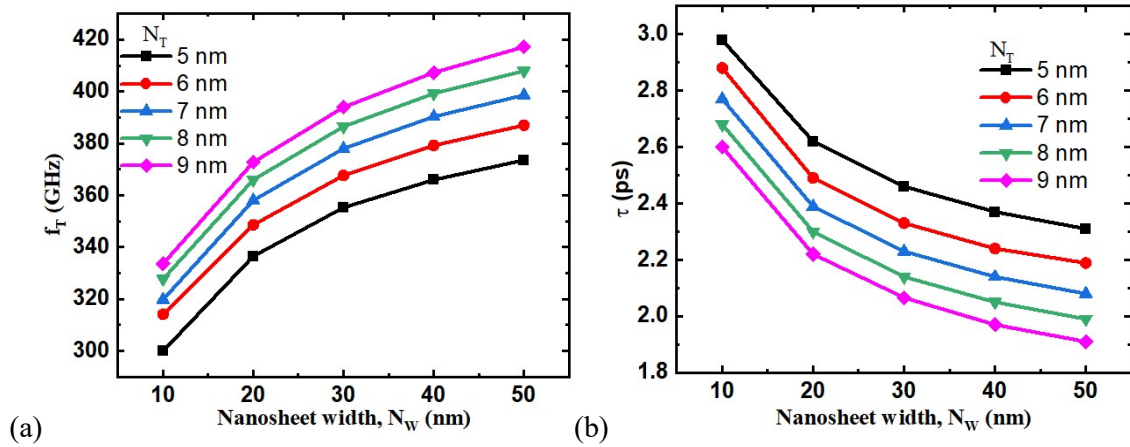 420
400
380
360
340
320
300
f_T (GHz)
N_T
5 nm
6 nm
7 nm
8 nm
9 nm
10 20 30 40 50
Nanosheet width, N_W (nm)
(a)
3.0
2.8
2.6
2.4
2.2
2.0
1.8
τ (ps)
N_T
5 nm
6 nm
7 nm
8 nm
9 nm
10 20 30 40 50
Nanosheet width, N_W (nm)
(b)